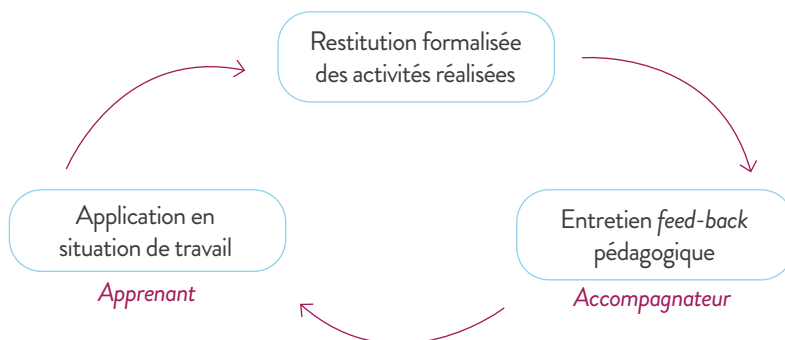 Restitution formalisée
des activités réalisées
Application en
situation de travail
Apprenant
Entretien feed-back
pédagogique
Accompagnateur